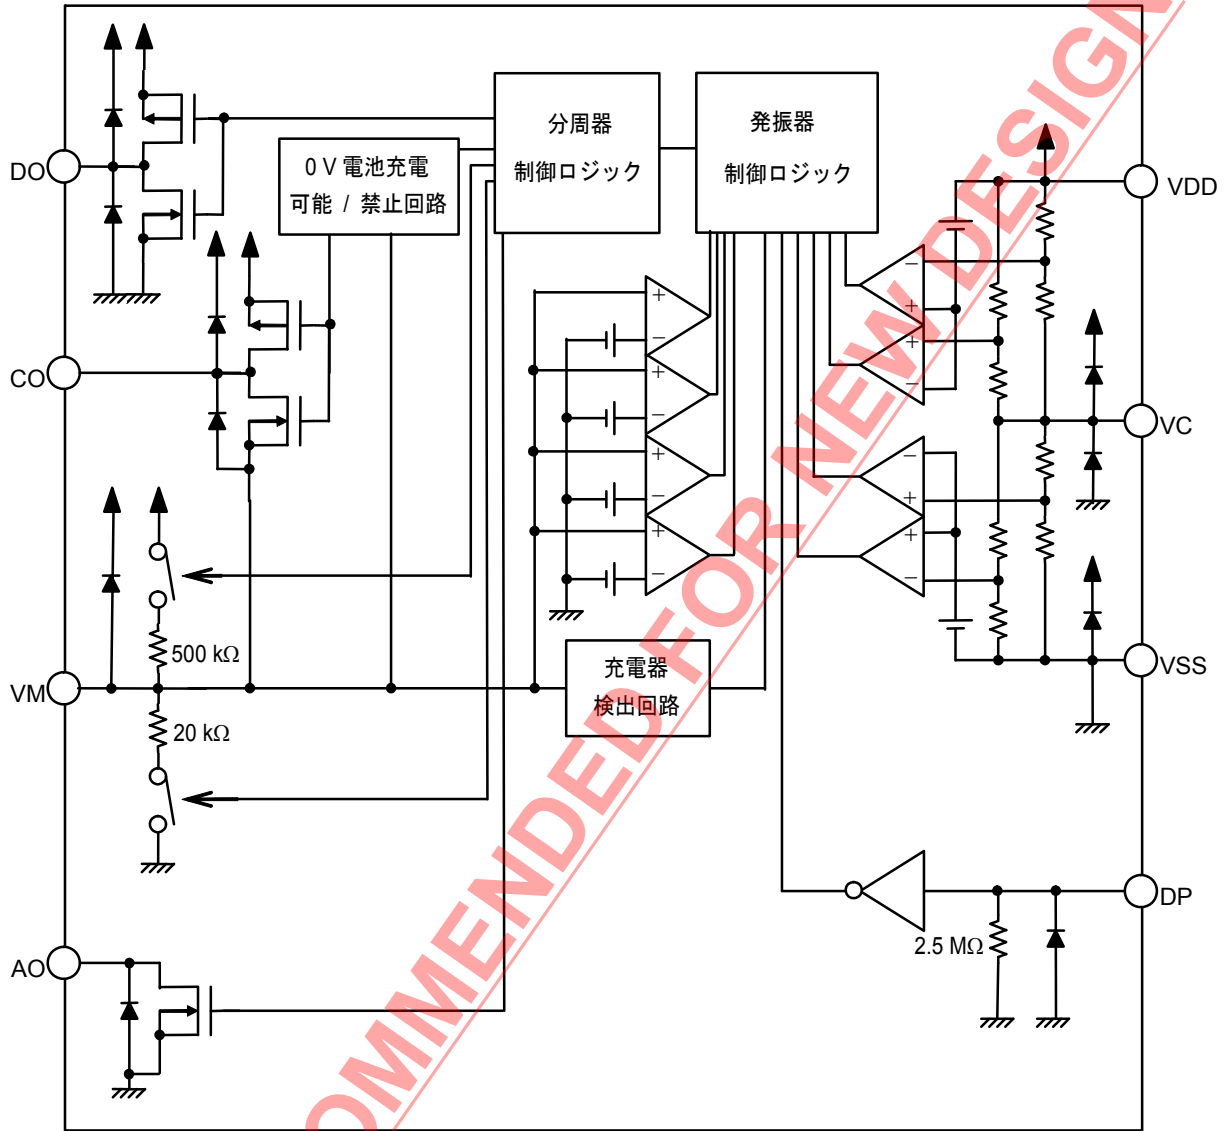 分周器
制御ロジック
発振器
制御ロジック
0 V 電池充電
可能 / 禁止回路
DO
VDD
CO
VC
+
−
+
−
+
−
+
−
−
+
+
−
−
+
+
−
500 kΩ
VM
20 kΩ
充電器
検出回路
VSS
DP
2.5 MΩ
AO
OMMENDED FOR NEW DESIGN